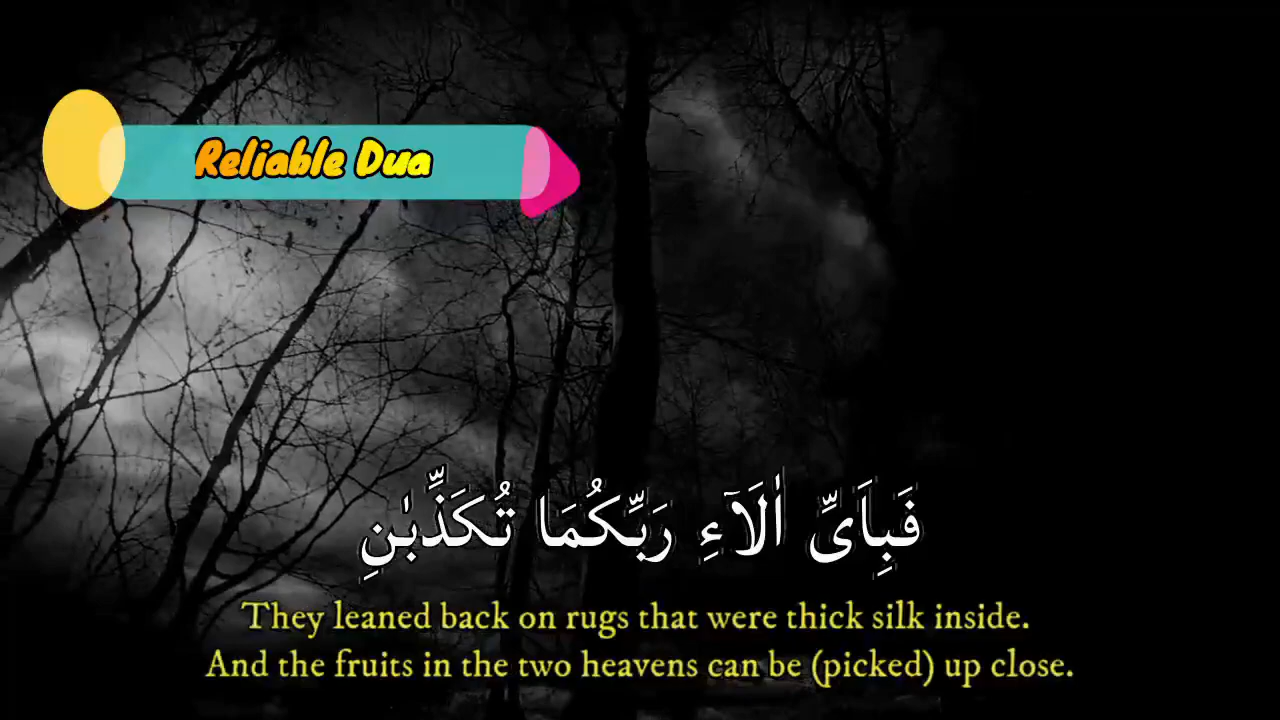 Reliable Dua
فَبِاَىِّ اٰلَاۤءِ رَبِّكُمَا تُكَذِّبٰنِ
They leaned back on rugs that were thick silk inside.
And the fruits in the two heavens can be (picked) up close.